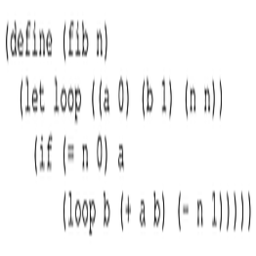 (define (fib n)
  (let loop ((a 0) (b 1) (n n))
    (if (= n 0) a
        (loop b (+ a b) (- n 1)))))